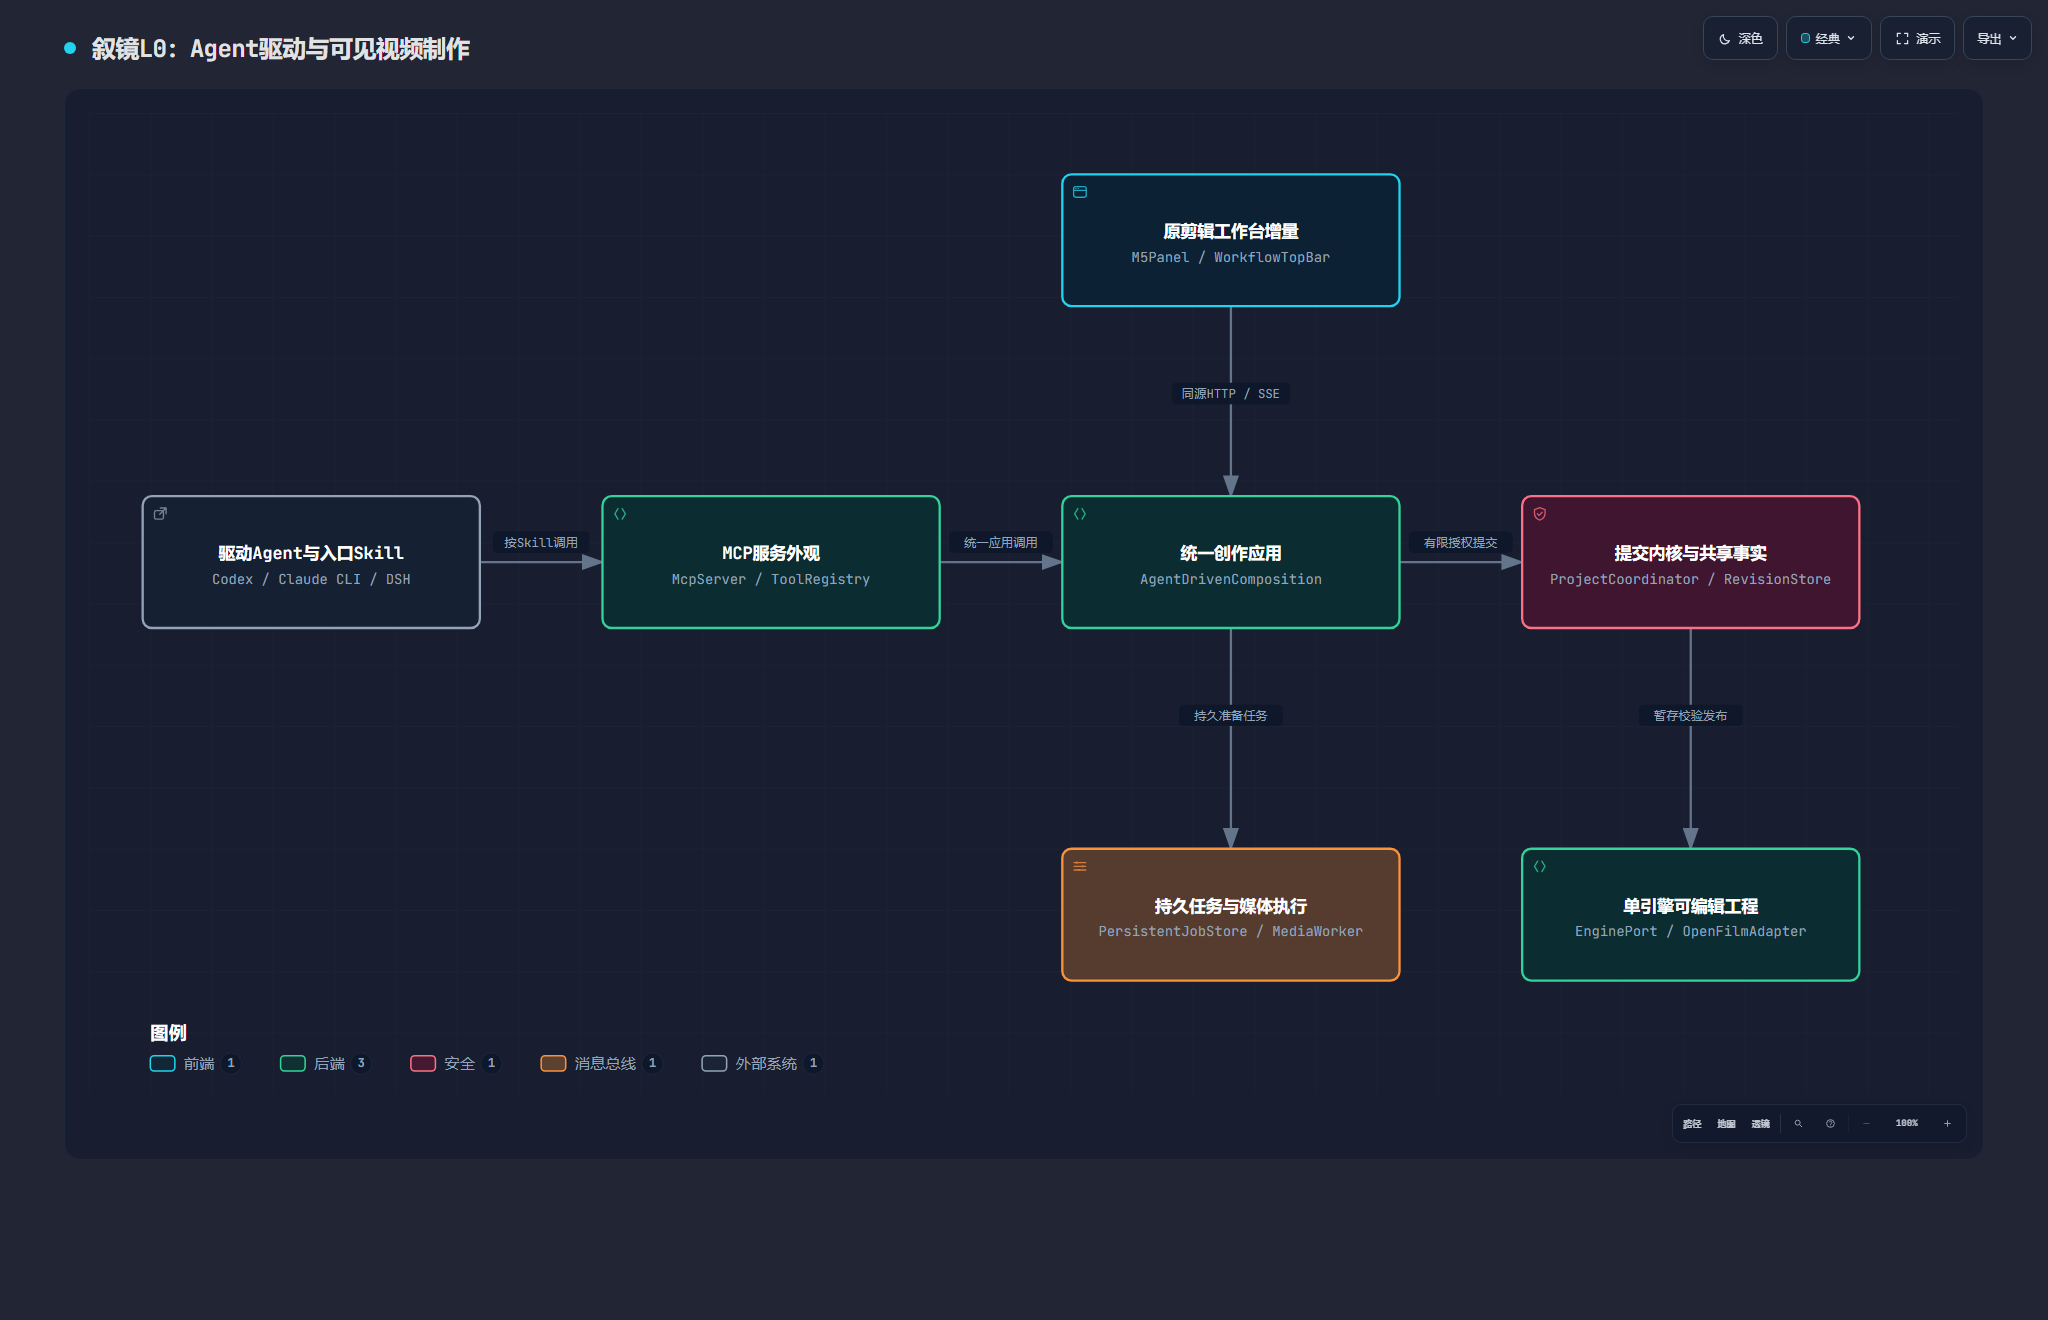 叙镜L0：Agent驱动与可见视频制作
深色
经典
演示
导出
原剪辑工作台增量
M5Panel / WorkflowTopBar
同源HTTP / SSE
驱动Agent与入口Skill
Codex / Claude CLI / DSH
按Skill调用
MCP服务外观
McpServer / ToolRegistry
统一应用调用
统一创作应用
AgentDrivenComposition
有限授权提交
提交内核与共享事实
ProjectCoordinator / RevisionStore
持久准备任务
暂存校验发布
持久任务与媒体执行
PersistentJobStore / MediaWorker
单引擎可编辑工程
EnginePort / OpenFilmAdapter
图例
前端 1
后端 3
安全 1
消息总线 1
外部系统 1
路径 地图 透镜 100%